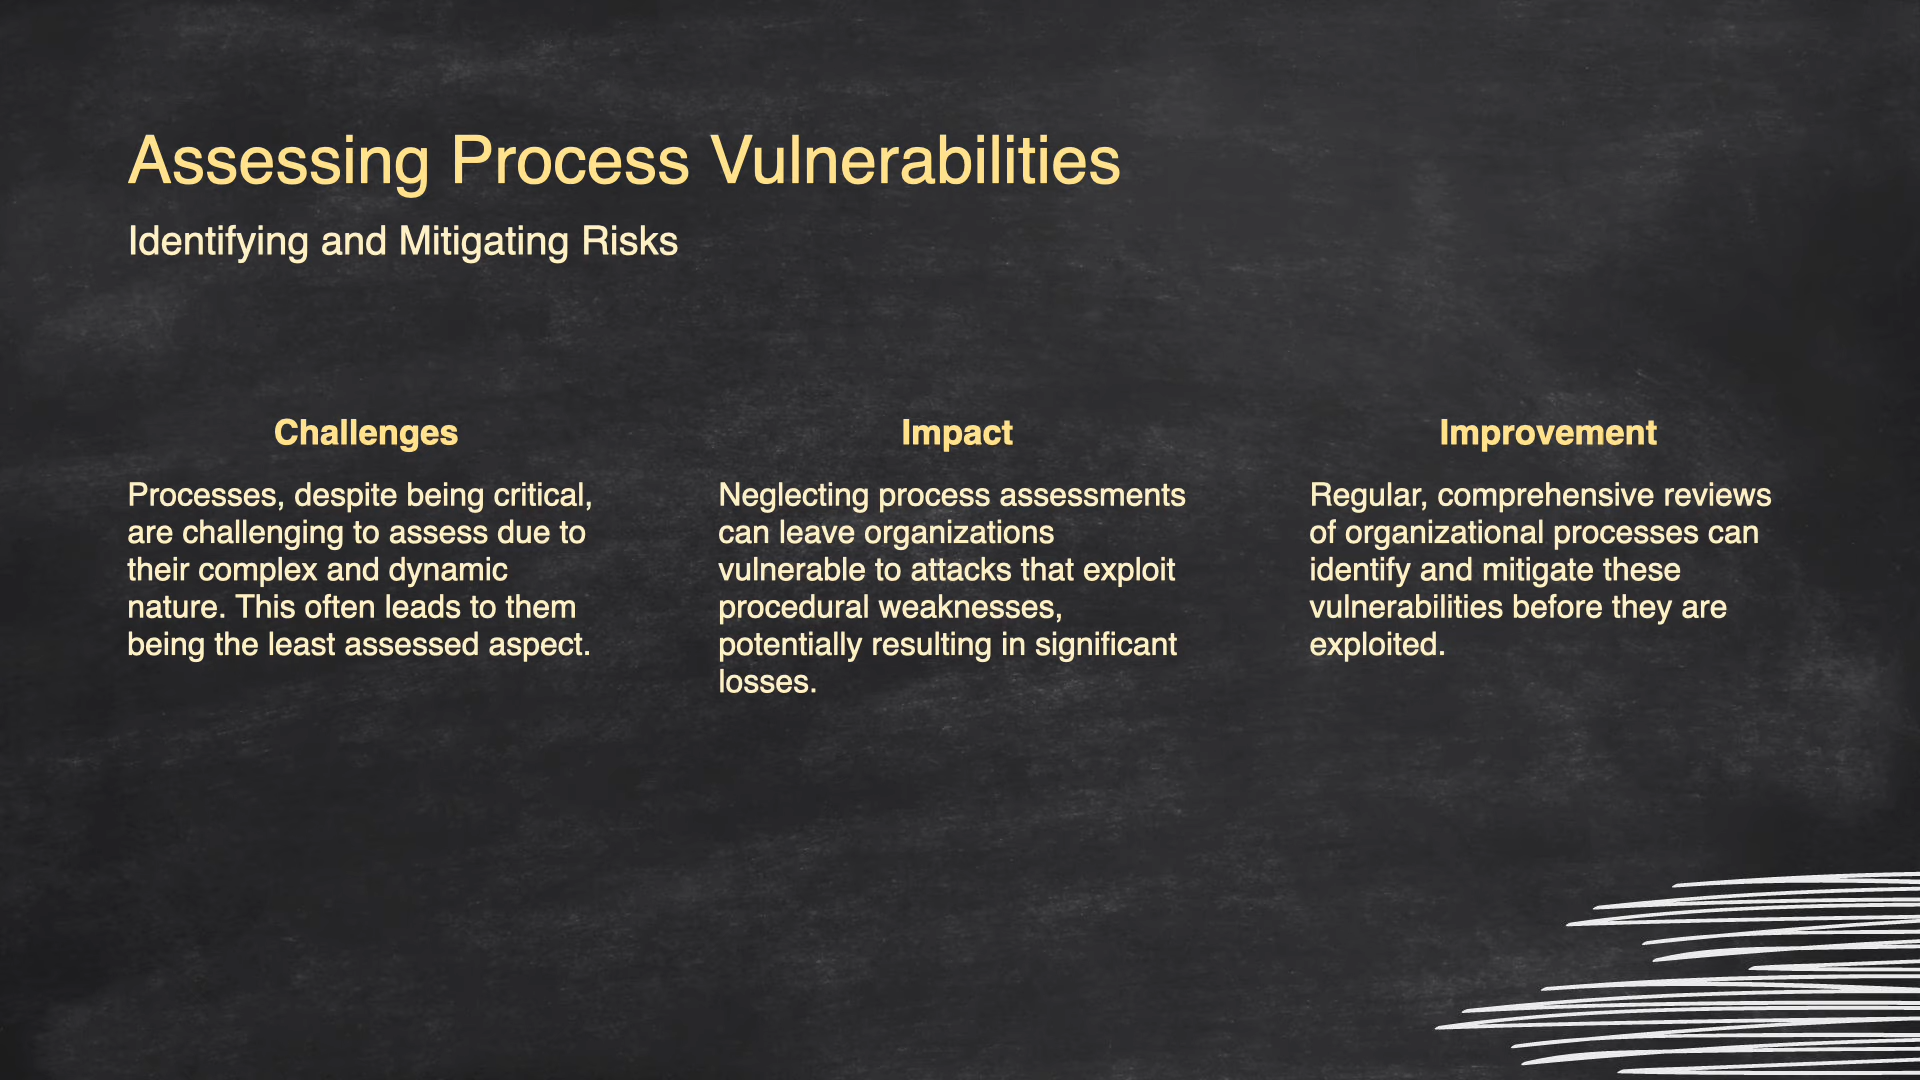 Assessing Process Vulnerabilities
Identifying and Mitigating Risks
Challenges
Processes, despite being critical,
are challenging to assess due to
their complex and dynamic
nature. This often leads to them
being the least assessed aspect.
Impact
Neglecting process assessments
can leave organizations
vulnerable to attacks that exploit
procedural weaknesses,
potentially resulting in significant
losses.
Improvement
Regular, comprehensive reviews
of organizational processes can
identify and mitigate these
vulnerabilities before they are
exploited.